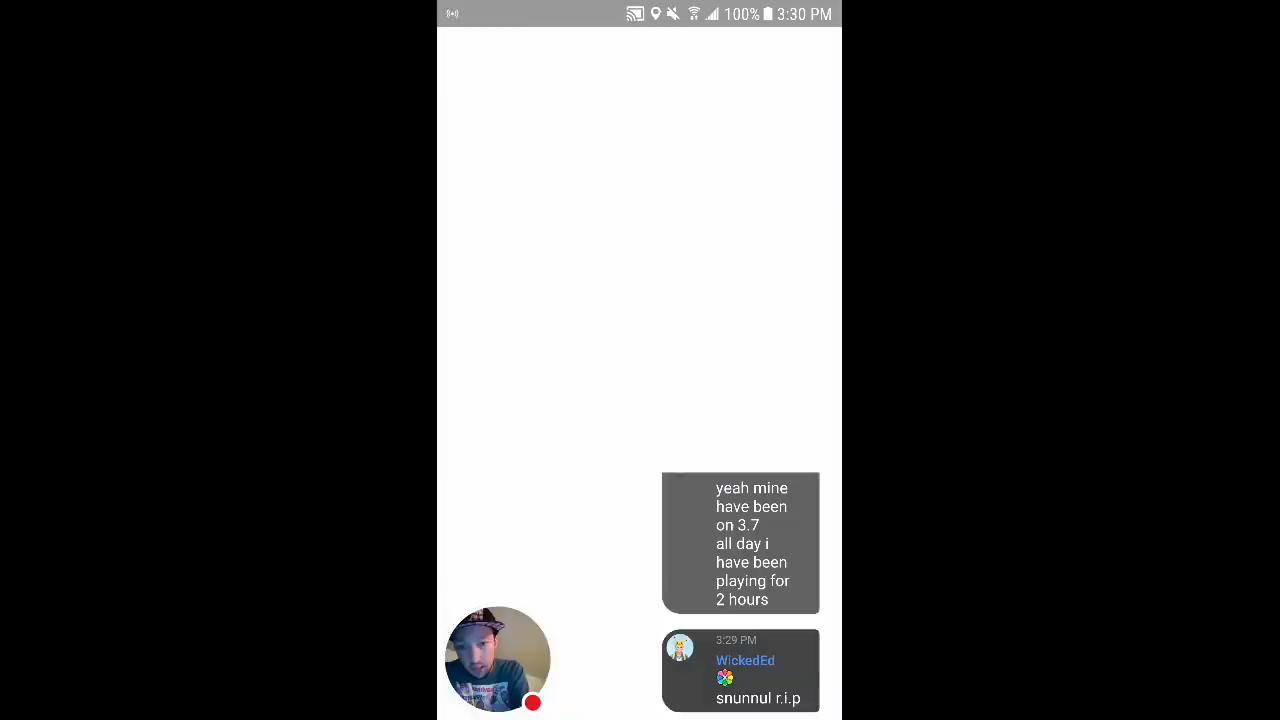 100% 3:30 PM
yeah mine
have been
on 3.7
all day i
have been
playing for
2 hours
3:29 PM
WickedEd
snunnul r.i.p